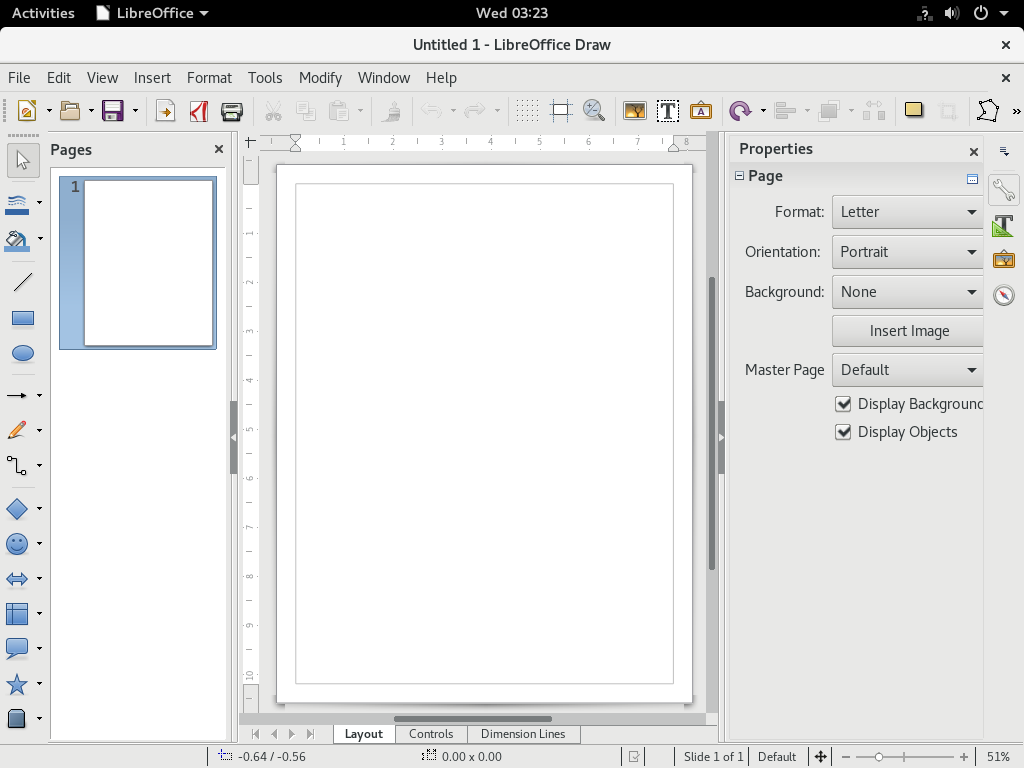 Activities LibreOffice Wed 03:23
Untitled 1 - LibreOffice Draw
File Edit View Insert Format Tools Modify Window Help
Pages
1
1 2 3 4 5 6 7 8
1
2
3
4
5
6
7
8
9
10
Properties
Page
Format: Letter
Orientation: Portrait
Background: None
Insert Image
Master Page Default
Display Background
Display Objects
Layout Controls Dimension Lines
-0.64 / -0.56 0.00 x 0.00 Slide 1 of 1 Default 51%